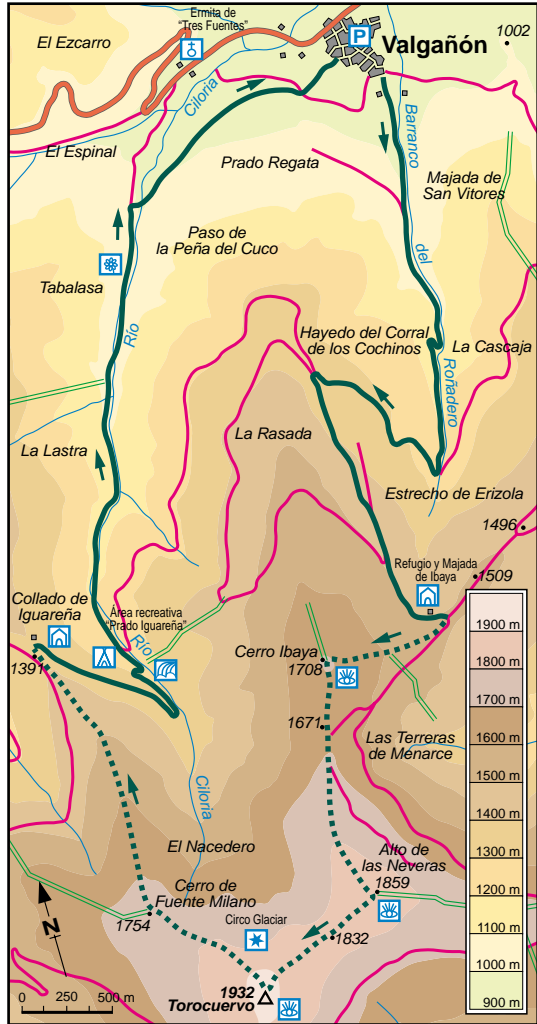 Ermita de
“Tres Fuentes”
El Ezcarro
P
Valgañón
1002
Ciloria
El Espinal
Prado Regata
Barranco
Majada de
San Vitores
Paso de
la Peña del Cuco
del
Tabalasa
Río
Hayedo del Corral
de los Cochinos
La Cascaja
Roñadero
La Rasada
La Lastra
Estrecho de Erizola
1496
Refugio y Majada
de Ibaya
1509
Collado de
Iguareña
Área recreativa
“Prado Iguareña”
Río
1391
Cerro Ibaya
1708
1671
Las Terreras
de Menarce
Ciloria
El Nacedero
Alto de
las Neveras
1859
Cerro de
Fuente Milano
1754
Circo Glaciar
1832
1932
Torocuervo
N
0 250 500 m
1900 m
1800 m
1700 m
1600 m
1500 m
1400 m
1300 m
1200 m
1100 m
1000 m
900 m